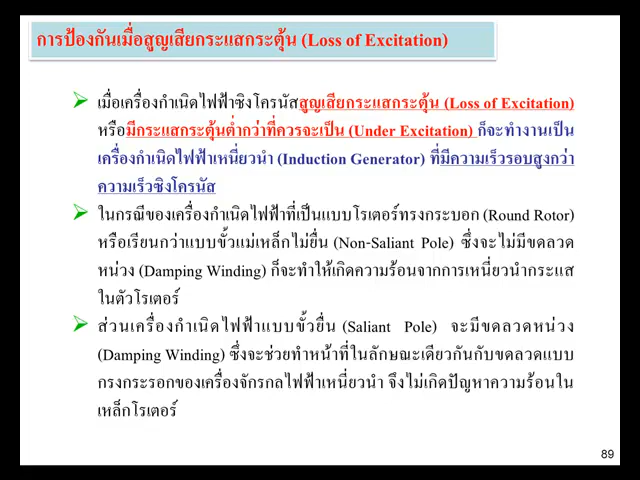 การป้องกันเมื่อสูญเสียกระแสกระตุ้น (Loss of Excitation)
เมื่อเครื่องกำเนิดไฟฟ้าซิงโครนัสสูญเสียกระแสกระตุ้น (Loss of Excitation)
หรือมีกระแสกระตุ้นต่ำกว่าที่ควรจะเป็น (Under Excitation) ก็จะทำงานเป็น
เครื่องกำเนิดไฟฟ้าเหนี่ยวนำ (Induction Generator) ที่มีความเร็วรอบสูงกว่า
ความเร็วซิงโครนัส
ในกรณีของเครื่องกำเนิดไฟฟ้าที่เป็นแบบโรเตอร์ทรงกระบอก (Round Rotor)
หรือเรียกว่าแบบขั้วแม่เหล็กไม่ยื่น (Non-Saliant Pole) ซึ่งจะไม่มีขดลวด
หน่วง (Damping Winding) ก็จะทำให้เกิดความร้อนจากการเหนี่ยวนำกระแส
ในตัวโรเตอร์
ส่วนเครื่องกำเนิดไฟฟ้าแบบขั้วยื่น (Saliant Pole) จะมีขดลวดหน่วง
(Damping Winding) ซึ่งจะช่วยทำหน้าที่ในลักษณะเดียวกันกับขดลวดแบบ
กรงกระรอกของเครื่องจักรกลไฟฟ้าเหนี่ยวนำ จึงไม่เกิดปัญหาความร้อนใน
เหล็กโรเตอร์
89